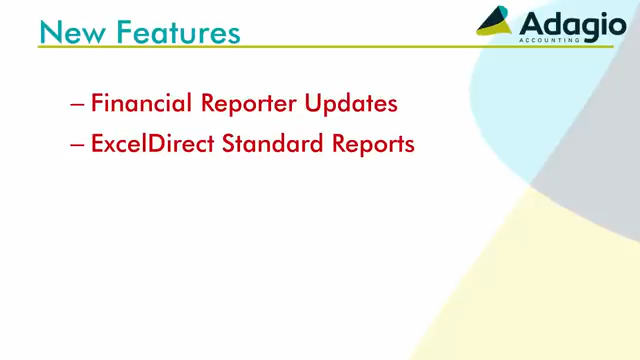 New Features
Adagio
ACCOUNTING
– Financial Reporter Updates
– ExcelDirect Standard Reports